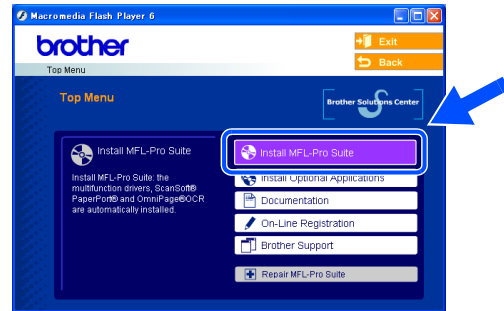 Macromedia Flash Player 6
brother
Exit
Back
Top Menu
Top Menu
Brother Solutions Center
Install MFL-Pro Suite
Install MFL-Pro Suite: the
multifunction drivers, ScanSoft®
PaperPort® and OmniPage®OCR
are automatically installed.
Install MFL-Pro Suite
Install Optional Applications
Documentation
On-Line Registration
Brother Support
Repair MFL-Pro Suite